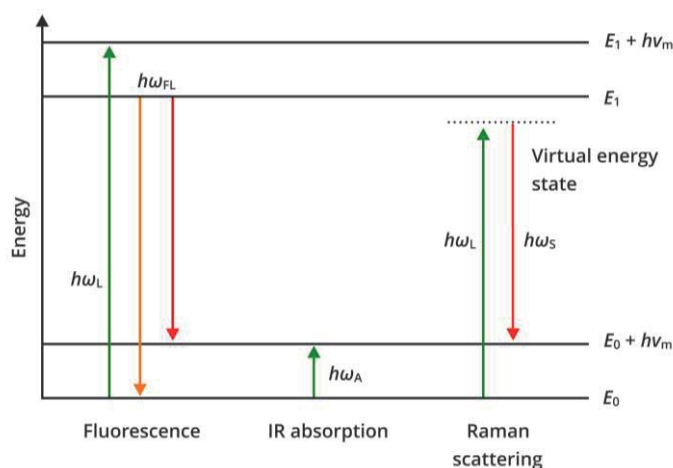 E₁ + hνₘ
hω_FL
E₁
Virtual energy
state
Energy
hω_L
hω_L
hω_S
E₀ + hνₘ
hω_A
E₀
Fluorescence
IR absorption
Raman
scattering